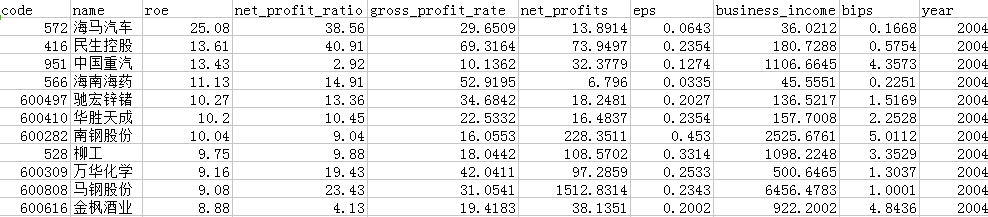 code name roe net_profit_ratio gross_profit_rate net_profits eps business_income bips year
572 海马汽车 25.08 38.56 29.6509 13.8914 0.0643 36.0212 0.1668 2004
416 民生控股 13.61 40.91 69.3164 73.9497 0.2354 180.7288 0.5754 2004
951 中国重汽 13.43 2.92 10.1362 32.3779 0.1274 1106.6645 4.3573 2004
566 海南海药 11.13 14.91 52.9195 6.796 0.0335 45.5551 0.2251 2004
600497 驰宏锌锗 10.27 13.36 34.6842 18.2481 0.2027 136.5217 1.5169 2004
600410 华胜天成 10.2 10.45 22.5332 16.4837 0.2354 157.7008 2.2528 2004
600282 南钢股份 10.04 9.04 16.0553 228.3511 0.453 2525.6761 5.0112 2004
528 柳工 9.75 9.88 18.0442 108.5702 0.3314 1098.2248 3.3529 2004
600309 万华化学 9.16 19.43 42.0411 97.2859 0.2533 500.6465 1.3037 2004
600808 马钢股份 9.08 23.43 31.0541 1512.8314 0.2343 6456.4783 1.0001 2004
600616 金枫酒业 8.88 4.13 19.4183 38.1351 0.2002 922.2002 4.8436 2004